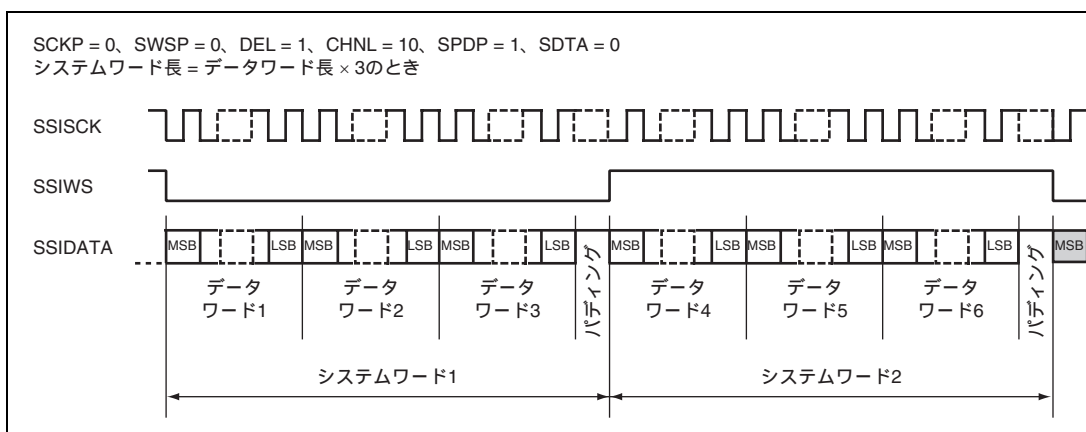 SCKP = 0、SWSP = 0、DEL = 1、CHNL = 10、SPDP = 1、SDTA = 0
システムワード長 = データワード長 × 3のとき
SSISCK
SSIWS
SSIDATA
MSB LSB MSB LSB MSB LSB MSB LSB MSB LSB MSB LSB MSB
データ
ワード1
データ
ワード2
データ
ワード3
パディング
データ
ワード4
データ
ワード5
データ
ワード6
パディング
システムワード1
システムワード2